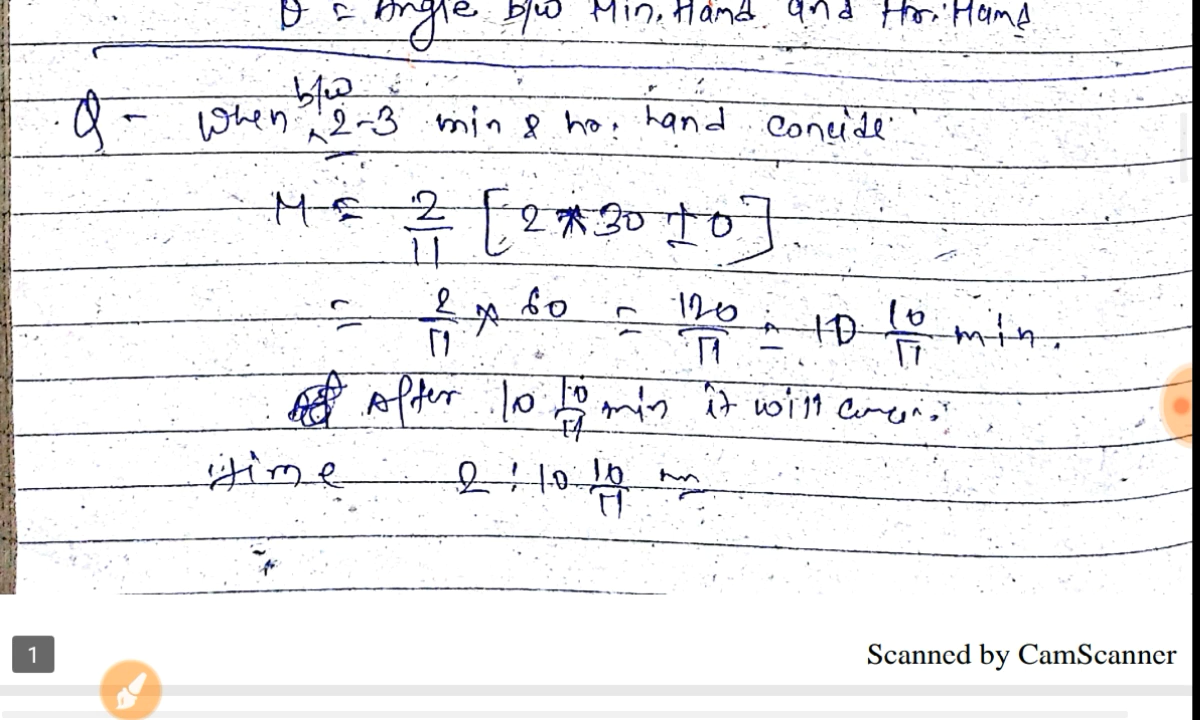 θ = Angle b/w Min. Hand and Hr. Hand
Q - When b/w 2-3 min & ho. hand concide
M = 2/11 [2*30 ± 0]
= 2/11 * 60 = 120/11 = 10 10/11 min.
After 10 10/11 min it will
time 2 : 10 10/11
1
Scanned by CamScanner